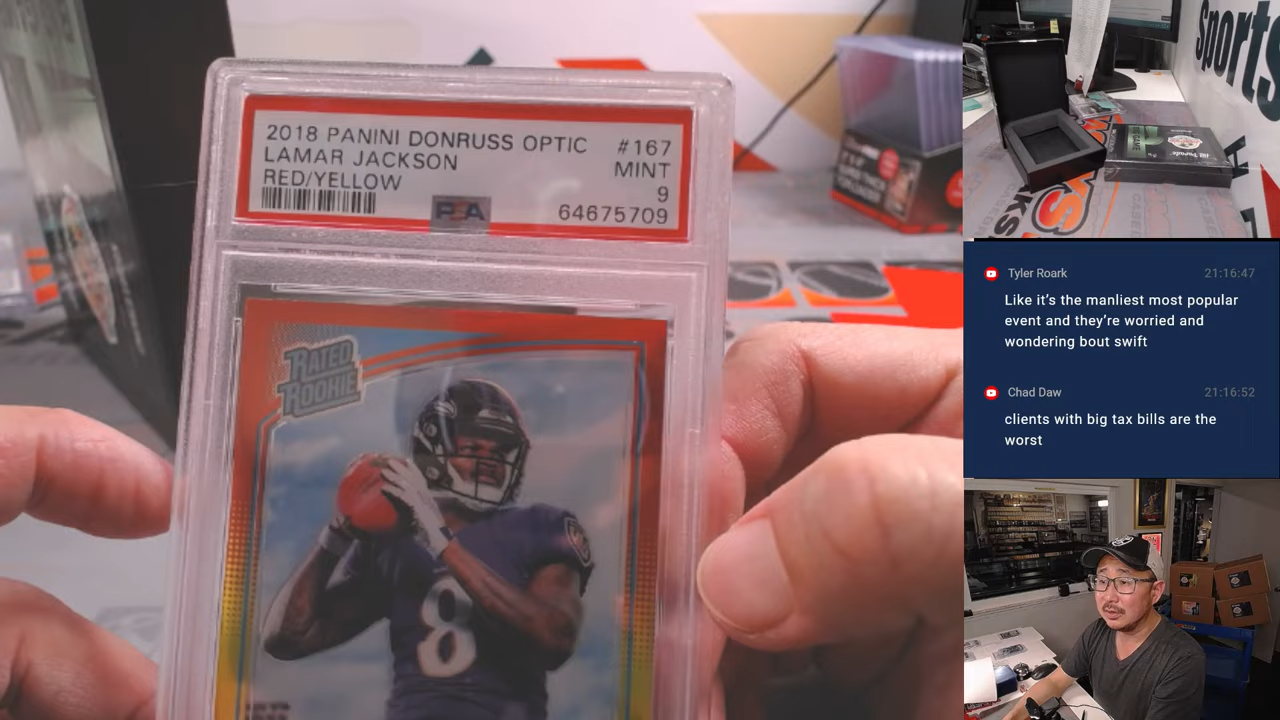 2018 PANINI DONRUSS OPTIC #167
LAMAR JACKSON MINT
RED/YELLOW 9
PSA 64675709
RATED
ROOKIE
8
Sports
Tyler Roark 21:16:47
Like it's the manliest most popular
event and they're worried and
wondering bout swift
Chad Daw 21:16:52
clients with big tax bills are the
worst